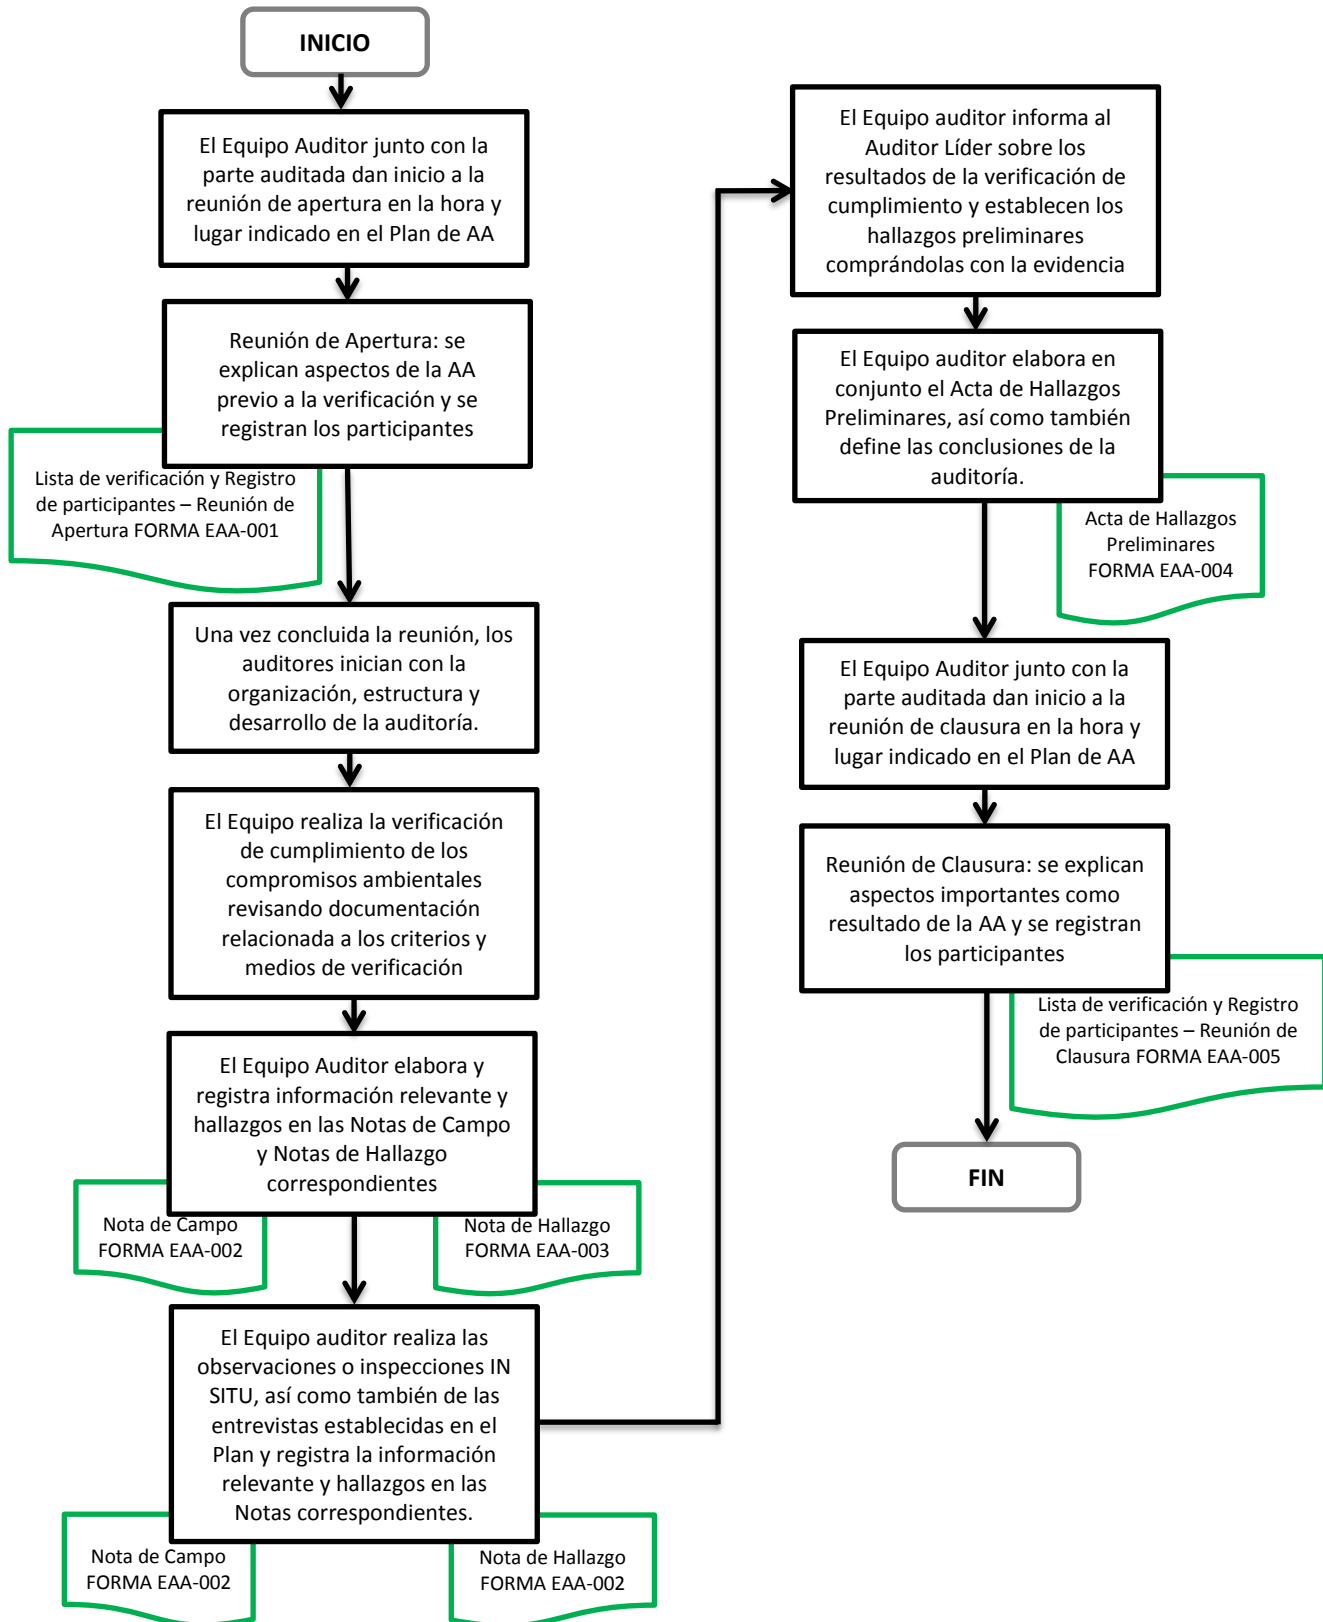 INICIO
El Equipo Auditor junto con la
parte auditada dan inicio a la
reunión de apertura en la hora y
lugar indicado en el Plan de AA
Reunión de Apertura: se
explican aspectos de la AA
previo a la verificación y se
registran los participantes
Lista de verificación y Registro
de participantes – Reunión de
Apertura FORMA EAA-001
Una vez concluida la reunión, los
auditores inician con la
organización, estructura y
desarrollo de la auditoría.
El Equipo realiza la verificación
de cumplimiento de los
compromisos ambientales
revisando documentación
relacionada a los criterios y
medios de verificación
El Equipo Auditor elabora y
registra información relevante y
hallazgos en las Notas de Campo
y Notas de Hallazgo
correspondientes
Nota de Campo
FORMA EAA-002
Nota de Hallazgo
FORMA EAA-003
El Equipo auditor realiza las
observaciones o inspecciones IN
SITU, así como también de las
entrevistas establecidas en el
Plan y registra la información
relevante y hallazgos en las
Notas correspondientes.
Nota de Campo
FORMA EAA-002
Nota de Hallazgo
FORMA EAA-002
El Equipo auditor informa al
Auditor Líder sobre los
resultados de la verificación de
cumplimiento y establecen los
hallazgos preliminares
comprándolas con la evidencia
El Equipo auditor elabora en
conjunto el Acta de Hallazgos
Preliminares, así como también
define las conclusiones de la
auditoría.
Acta de Hallazgos
Preliminares
FORMA EAA-004
El Equipo Auditor junto con la
parte auditada dan inicio a la
reunión de clausura en la hora y
lugar indicado en el Plan de AA
Reunión de Clausura: se explican
aspectos importantes como
resultado de la AA y se registran
los participantes
Lista de verificación y Registro
de participantes – Reunión de
Clausura FORMA EAA-005
FIN